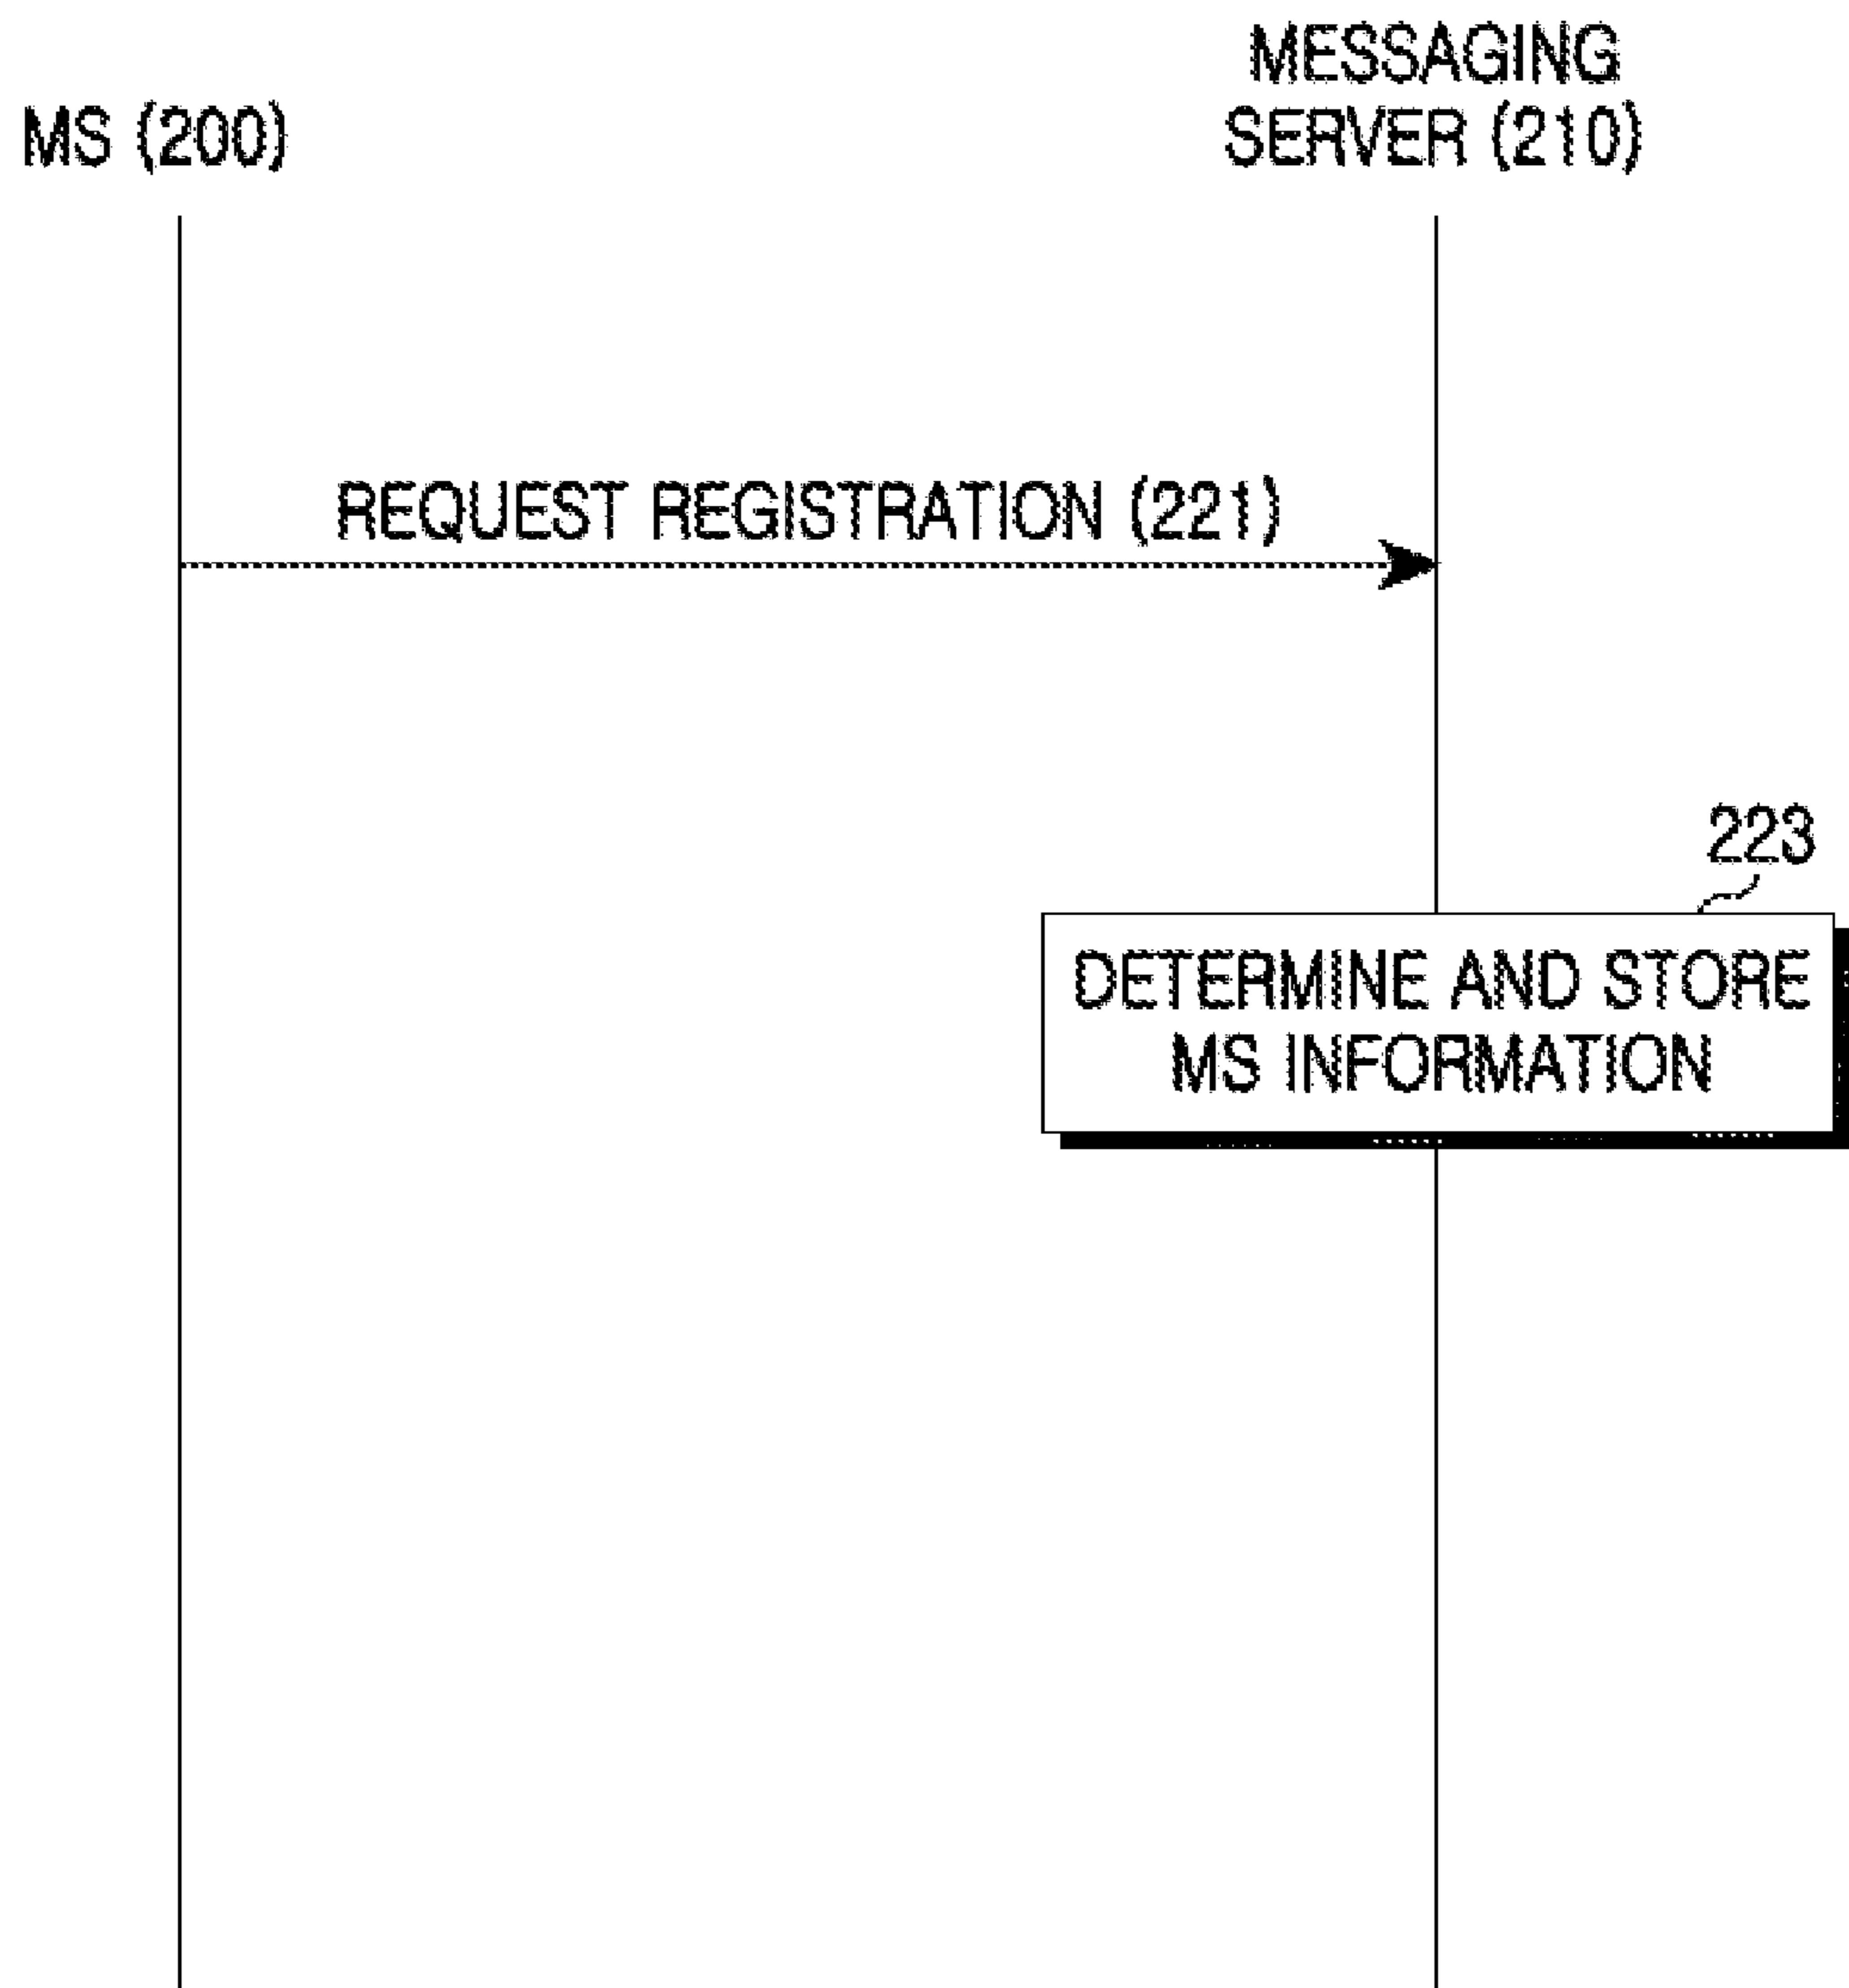 MS (200)
MESSAGING
SERVER (210)
REQUEST REGISTRATION (221)
223
DETERMINE AND STORE
MS INFORMATION